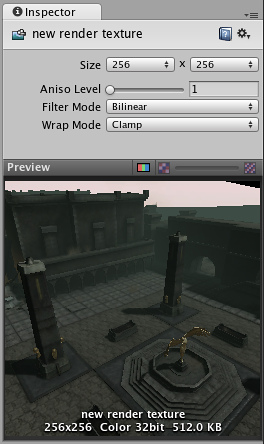 Inspector
new render texture
Size 256 x 256
Aniso Level 1
Filter Mode Bilinear
Wrap Mode Clamp
Preview
new render texture
256x256 Color 32bit 512.0 KB